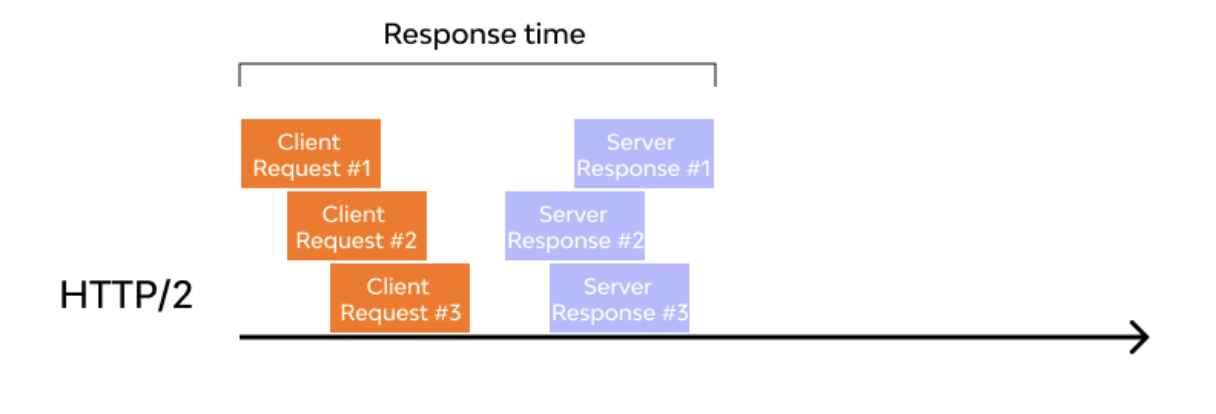 Response time
Client
Request #1
Server
Response #1
Client
Request #2
Server
Response #2
Client
Request #3
Server
Response #3
HTTP/2